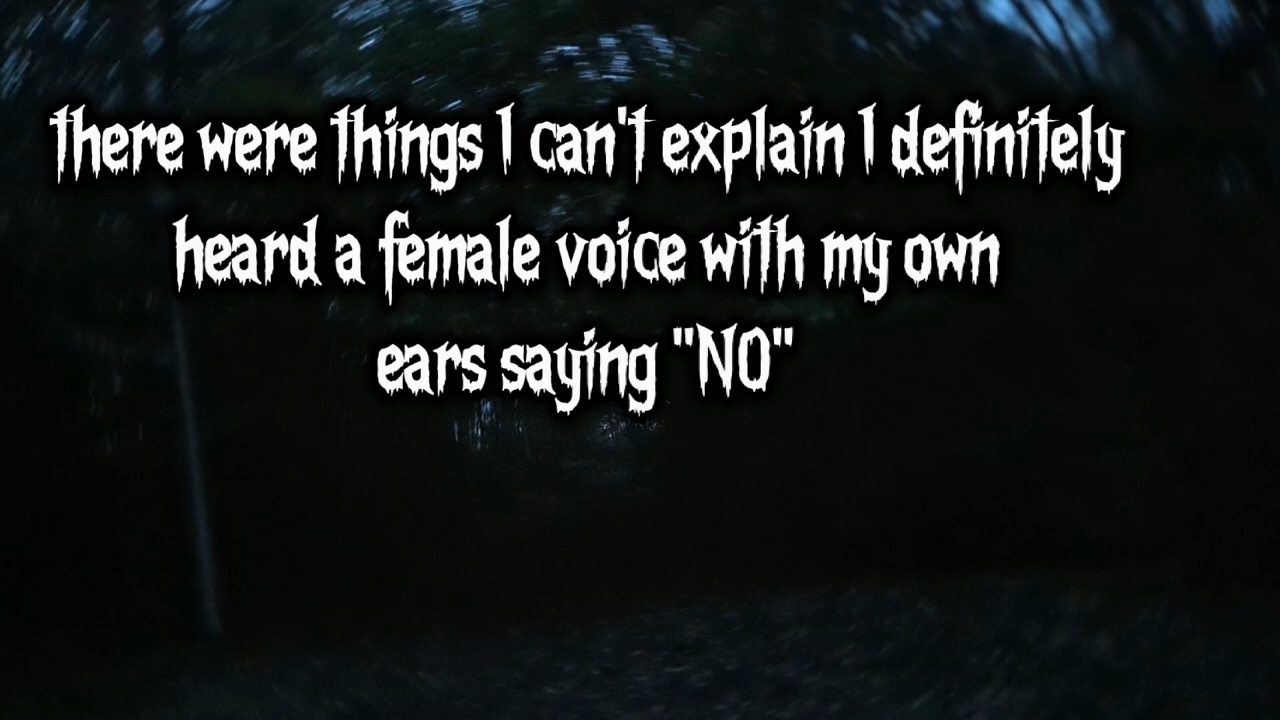 there were things I can't explain I definitely
heard a female voice with my own
ears saying "NO"